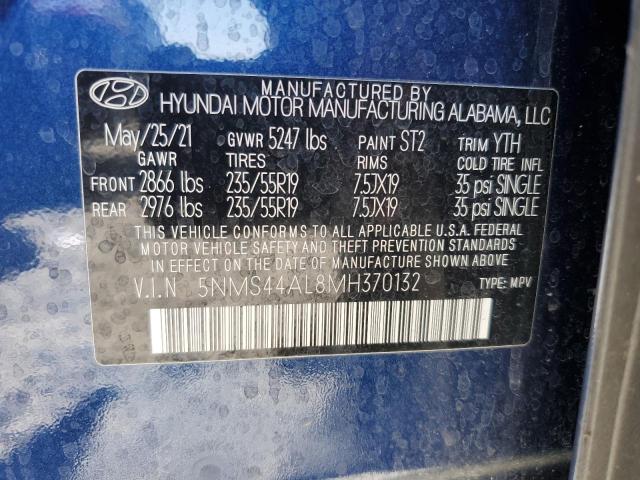 MANUFACTURED BY
HYUNDAI MOTOR MANUFACTURING ALABAMA, LLC
May/25/21 GVWR 5247 lbs PAINT ST2 TRIM YTH
GAWR TIRES RIMS COLD TIRE INFL
FRONT 2866 lbs 235/55R19 7.5JX19 35 psi SINGLE
REAR 2976 lbs 235/55R19 7.5JX19 35 psi SINGLE
THIS VEHICLE CONFORMS TO ALL APPLICABLE U.S.A. FEDERAL
MOTOR VEHICLE SAFETY AND THEFT PREVENTION STANDARDS
IN EFFECT ON THE DATE OF MANUFACTURE SHOWN ABOVE
V.I.N 5NMS44AL8MH370132 TYPE: MPV